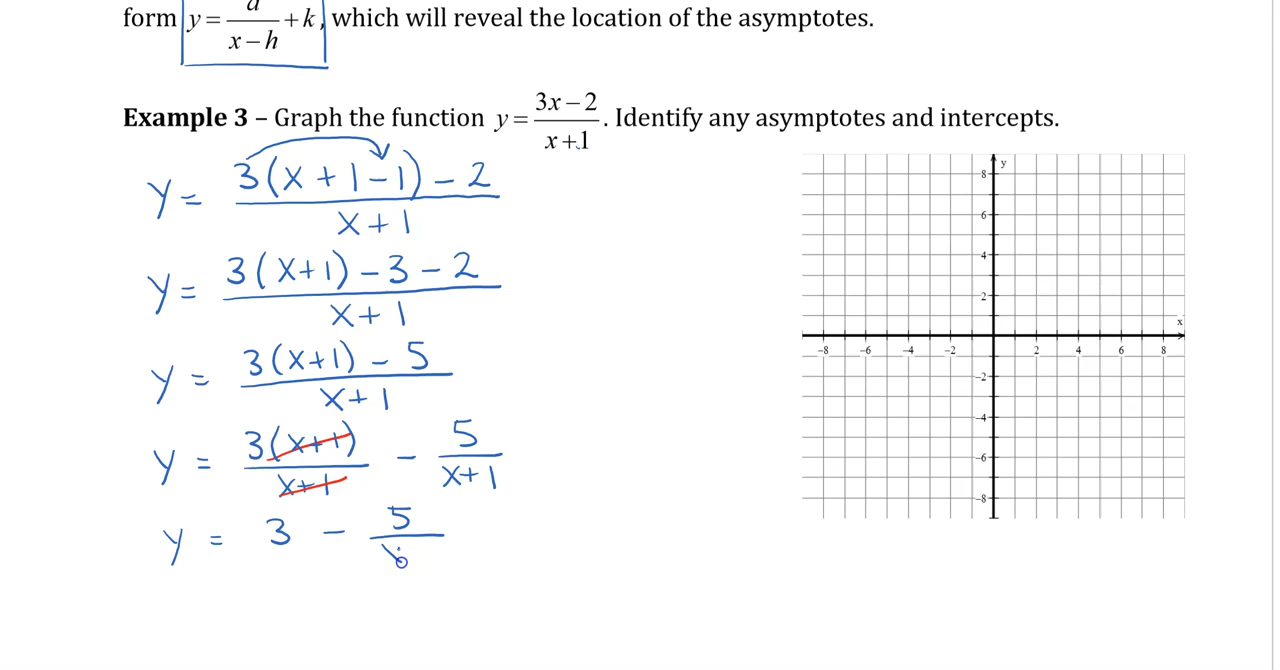 form y = a / (x − h) + k, which will reveal the location of the asymptotes.
Example 3 – Graph the function y = (3x − 2) / (x + 1). Identify any asymptotes and intercepts.
y = (3(x + 1 − 1) − 2) / (x + 1)
y = (3(x+1) − 3 − 2) / (x + 1)
y = (3(x+1) − 5) / (x + 1)
y = 3(x+1) / (x+1) − 5 / (x+1)
y = 3 − 5 /
y
8
6
4
2
x
−8 −6 −4 −2 2 4 6 8
−2
−4
−6
−8